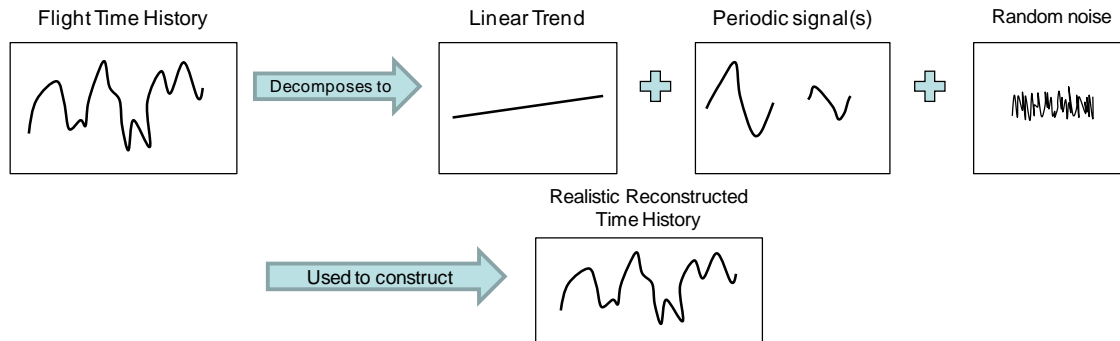 Flight Time History
Decomposes to
Linear Trend
Periodic signal(s)
Random noise
Used to construct
Realistic Reconstructed
Time History